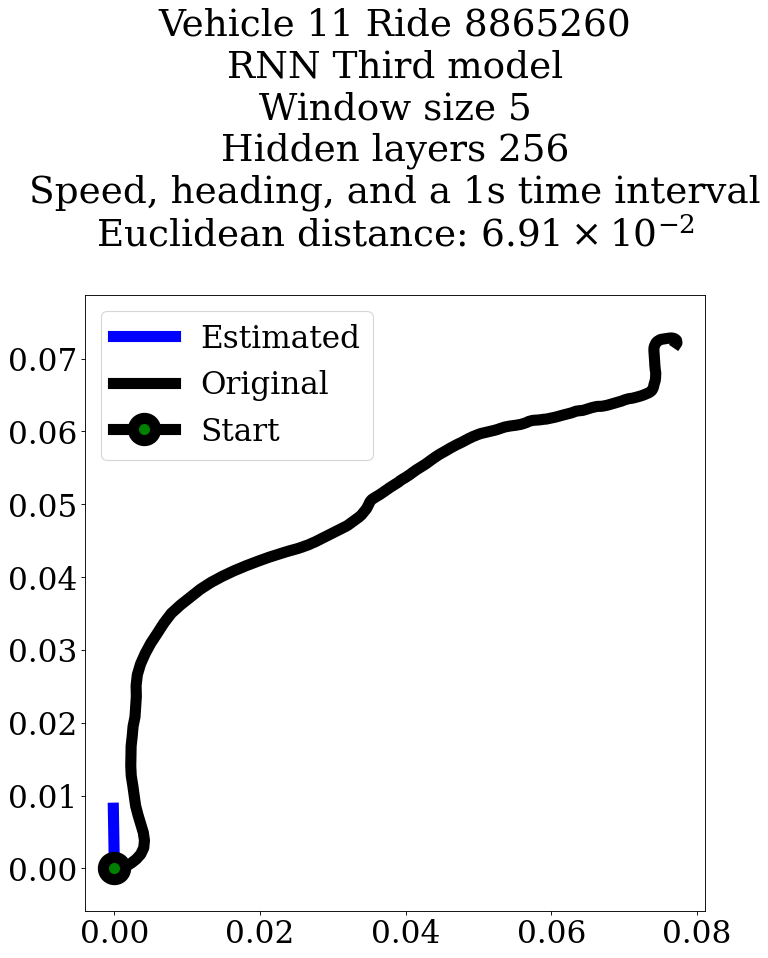 Vehicle 11 Ride 8865260
RNN Third model
Window size 5
Hidden layers 256
Speed, heading, and a 1s time interval
Euclidean distance: 6.91 × 10⁻²
Estimated
Original
Start
0.07
0.06
0.05
0.04
0.03
0.02
0.01
0.00
0.00 0.02 0.04 0.06 0.08